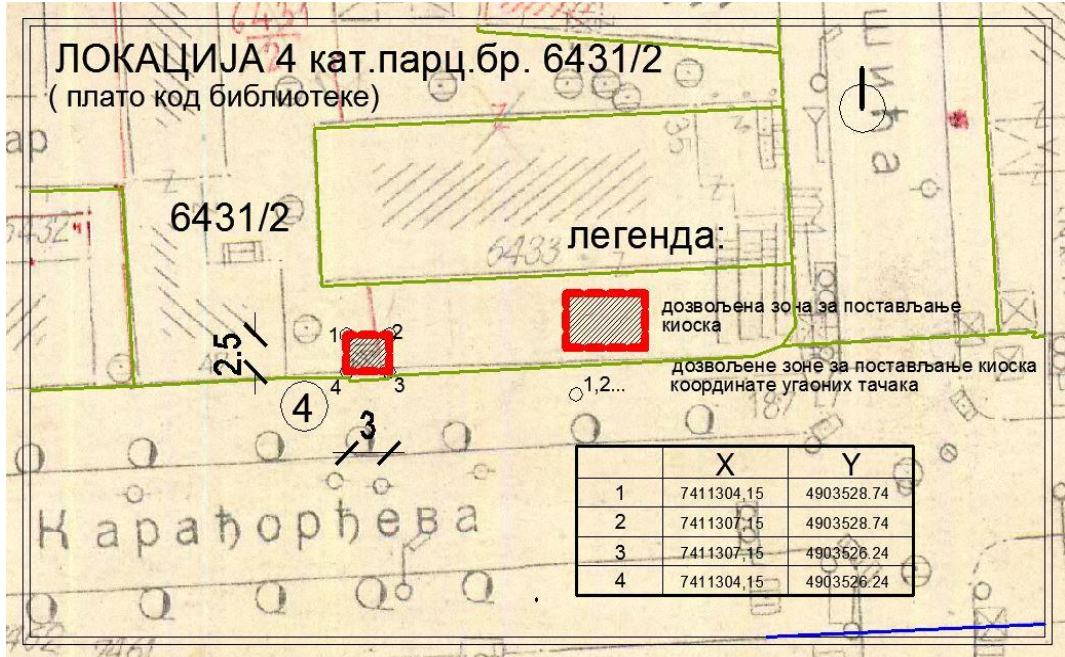 ЛОКАЦИЈА 4 кат.парц.бр. 6431/2
( плато код библиотеке)
35
6431/2
6432
6433
легенда:
дозвољена зона за постављање
киоска
1
2
2.5
4
3
дозвољене зоне за постављање киоска
1,2...
координате угаоних тачака
4
3
Карађорђева
X Y
1 7411304,15 4903528.74
2 7411307,15 4903528.74
3 7411307,15 4903526.24
4 7411304,15 4903526.24
7461